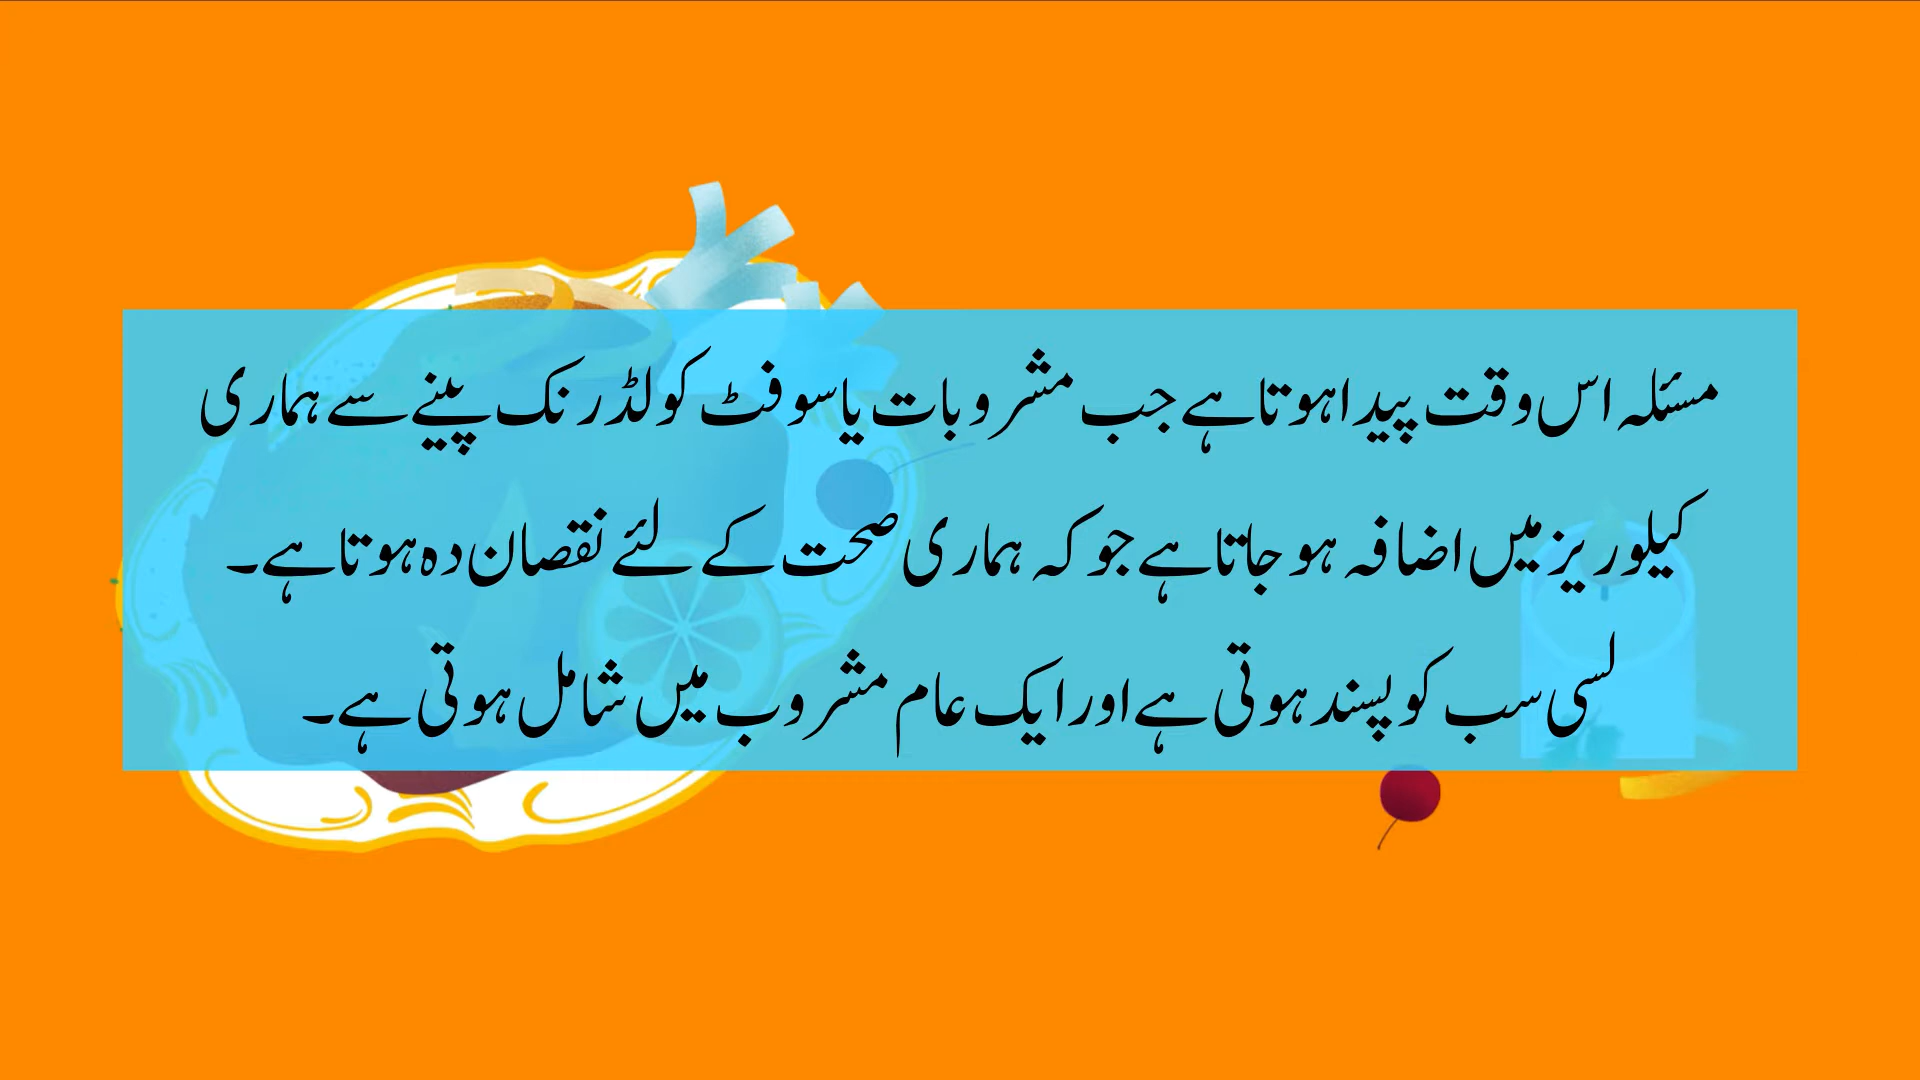 مسئلہ اس وقت پیدا ہوتا ہے جب مشروبات یا سوفٹ کولڈرنک پینے سے ہماری
کیلوریز میں اضافہ ہو جاتا ہے جو کہ ہماری صحت کے لئے نقصان دہ ہوتا ہے۔
لسی سب کو پسند ہوتی ہے اور ایک عام مشروب میں شامل ہوتی ہے۔